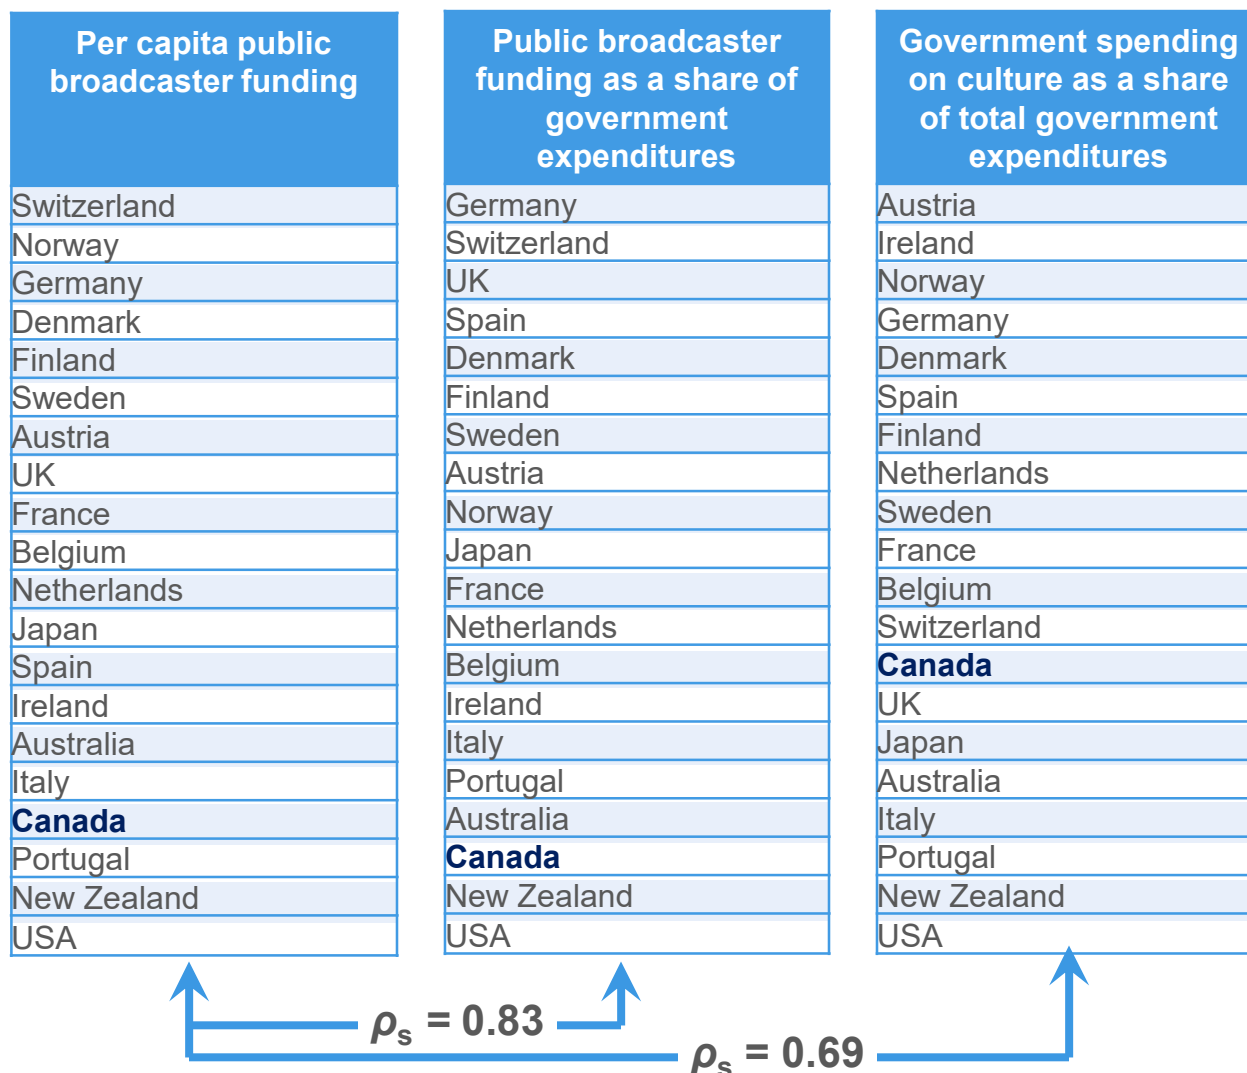 Per capita public
broadcaster funding
Switzerland
Norway
Germany
Denmark
Finland
Sweden
Austria
UK
France
Belgium
Netherlands
Japan
Spain
Ireland
Australia
Italy
Canada
Portugal
New Zealand
USA
Public broadcaster
funding as a share of
government
expenditures
Germany
Switzerland
UK
Spain
Denmark
Finland
Sweden
Austria
Norway
Japan
France
Netherlands
Belgium
Ireland
Italy
Portugal
Australia
Canada
New Zealand
USA
Government spending
on culture as a share
of total government
expenditures
Austria
Ireland
Norway
Germany
Denmark
Spain
Finland
Netherlands
Sweden
France
Belgium
Switzerland
Canada
UK
Japan
Australia
Italy
Portugal
New Zealand
USA
ρs = 0.83
ρs = 0.69